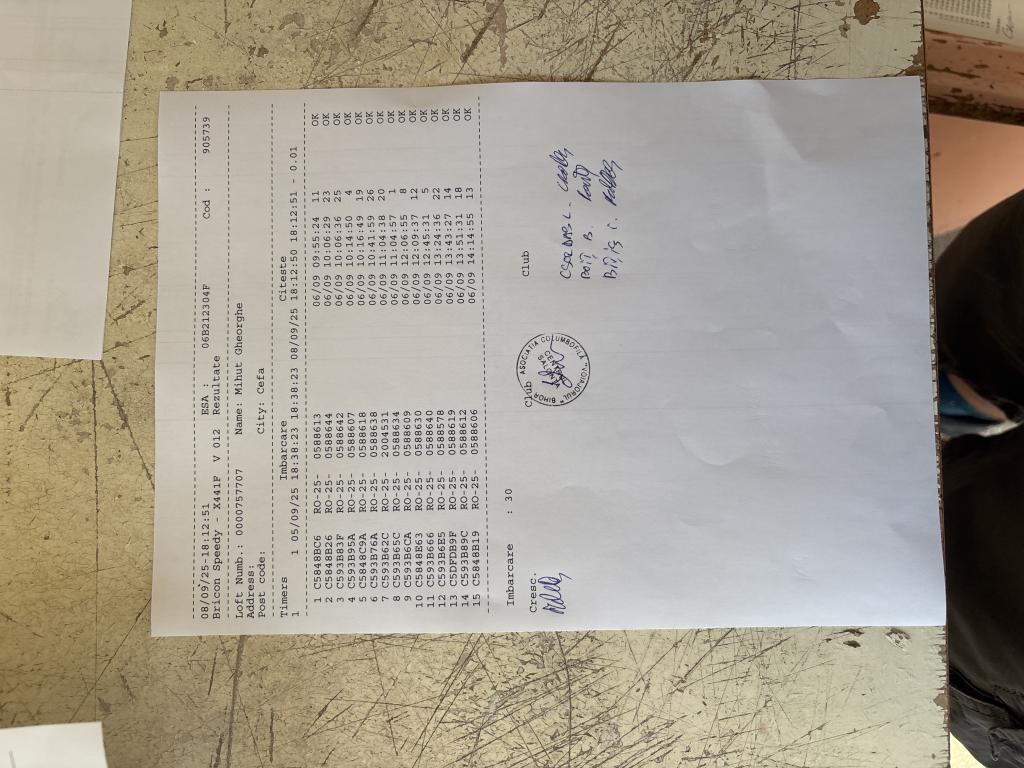 08/09/25-18:12:51
Bricon Speedy - X441F V 012 ESA : 06B212304F Cod : 905739
Rezultate
Loft Numb.: 0000757707 Name: Mihut Gheorghe
Address:
Post code: City: Cefa
Timers Imbarcare Citeste
1 1 05/09/25 18:38:23 18:38:23 08/09/25 18:12:50 18:12:51 - 0.01
1 C5848BC6 RO-25- 0588613 06/09 09:55:24 11 OK
2 C5848B26 RO-25- 0588644 06/09 10:06:29 23 OK
3 C593B83F RO-25- 0588642 06/09 10:06:36 25 OK
4 C593B95A RO-25- 0588607 06/09 10:14:50 4 OK
5 C5848C9A RO-25- 0588618 06/09 10:16:49 19 OK
6 C593B76A RO-25- 0588638 06/09 10:41:59 26 OK
7 C593B62C RO-25- 2004531 06/09 11:04:38 20 OK
8 C593B65C RO-25- 0588634 06/09 11:04:57 1 OK
9 C593B6CA RO-25- 0588609 06/09 12:06:55 8 OK
10 C5848E63 RO-25- 0588630 06/09 12:09:37 12 OK
11 C593B666 RO-25- 0588640 06/09 12:45:31 5 OK
12 C593B6E5 RO-25- 0588578 06/09 13:24:36 22 OK
13 C5DFDB9F RO-25- 0588619 06/09 13:43:27 14 OK
14 C593B89C RO-25- 0588612 06/09 13:51:31 18 OK
15 C5848B19 RO-25- 0588606 06/09 14:14:55 13 OK
Imbarcare : 30
Cresc. Club Club
ASOCIATIA COLUMBOFILA "VOIAJORUL" BIHOR